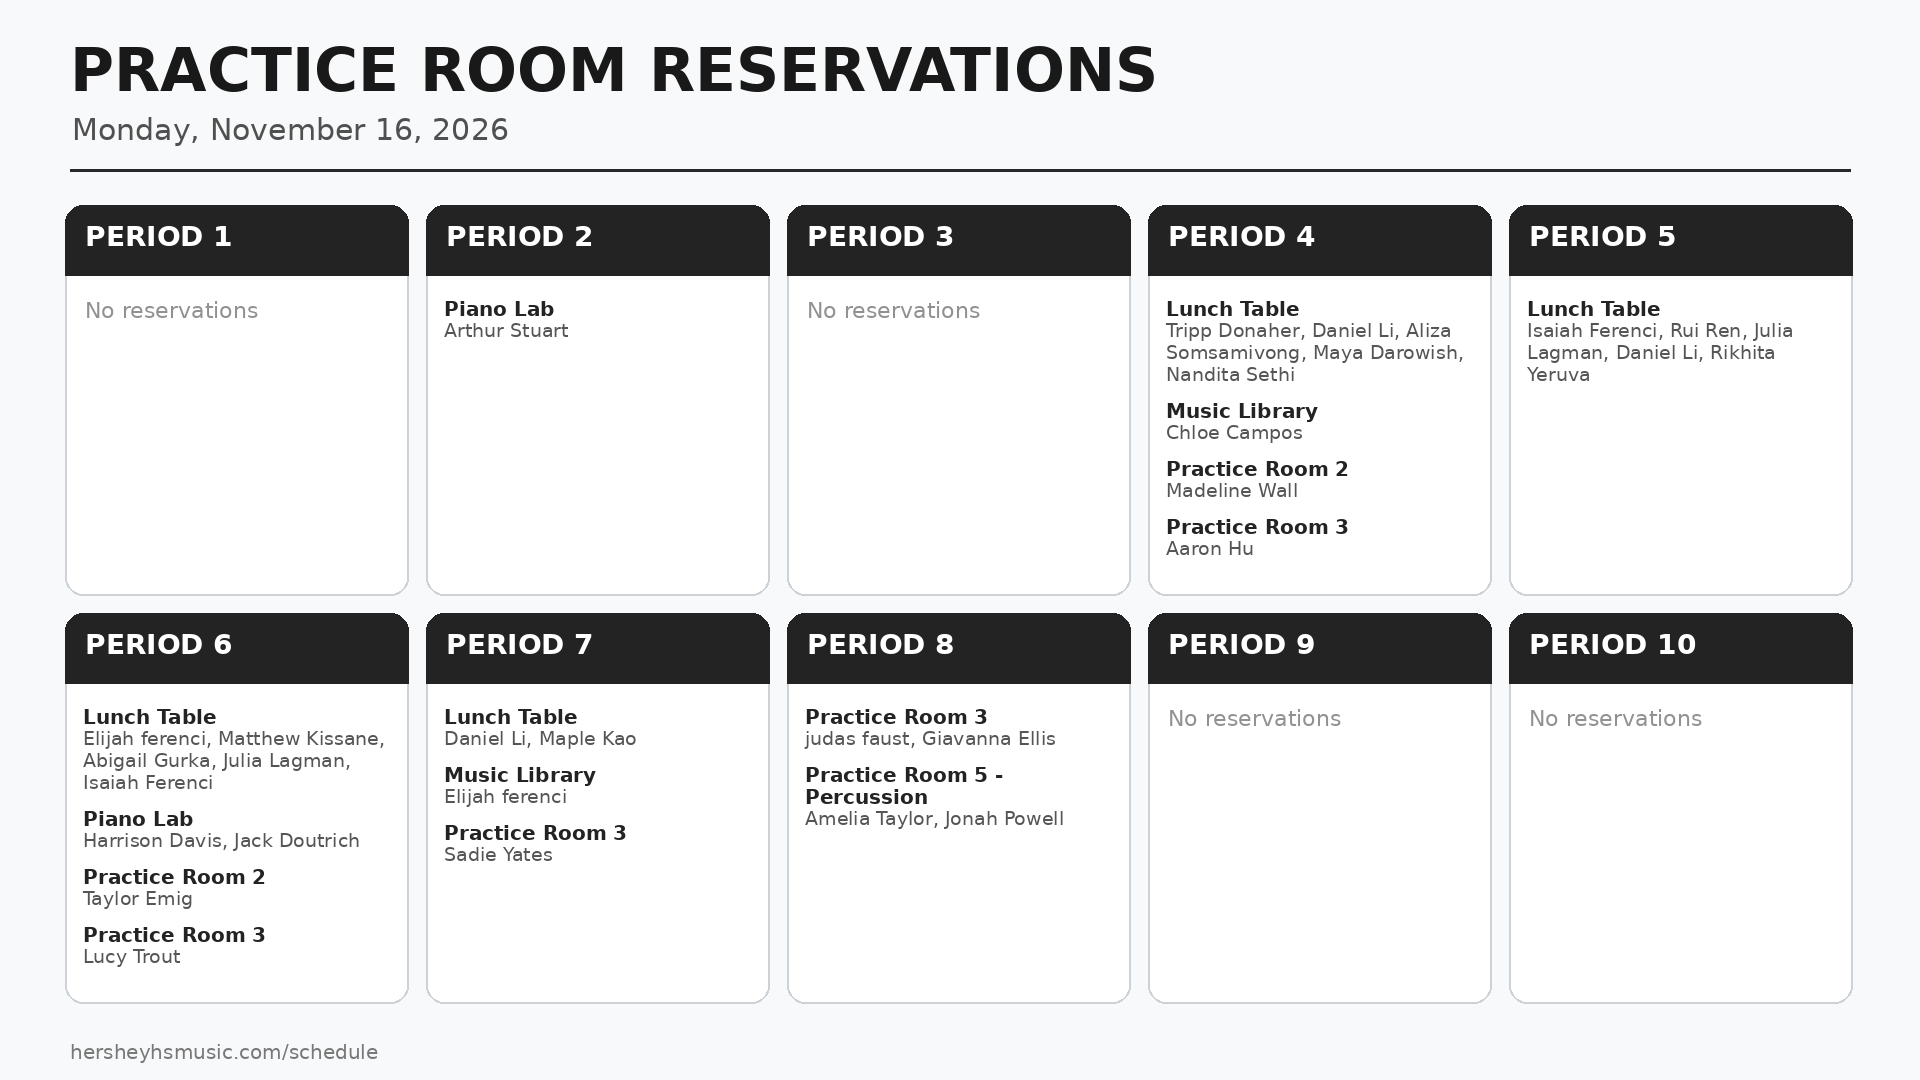 PRACTICE ROOM RESERVATIONS
Monday, November 16, 2026
PERIOD 1
No reservations
PERIOD 2
Piano Lab
Arthur Stuart
PERIOD 3
No reservations
PERIOD 4
Lunch Table
Tripp Donaher, Daniel Li, Aliza
Somsamivong, Maya Darowish,
Nandita Sethi
Music Library
Chloe Campos
Practice Room 2
Madeline Wall
Practice Room 3
Aaron Hu
PERIOD 5
Lunch Table
Isaiah Ferenci, Rui Ren, Julia
Lagman, Daniel Li, Rikhita
Yeruva
PERIOD 6
Lunch Table
Elijah ferenci, Matthew Kissane,
Abigail Gurka, Julia Lagman,
Isaiah Ferenci
Piano Lab
Harrison Davis, Jack Doutrich
Practice Room 2
Taylor Emig
Practice Room 3
Lucy Trout
PERIOD 7
Lunch Table
Daniel Li, Maple Kao
Music Library
Elijah ferenci
Practice Room 3
Sadie Yates
PERIOD 8
Practice Room 3
judas faust, Giavanna Ellis
Practice Room 5 -
Percussion
Amelia Taylor, Jonah Powell
PERIOD 9
No reservations
PERIOD 10
No reservations
hersheyhsmusic.com/schedule